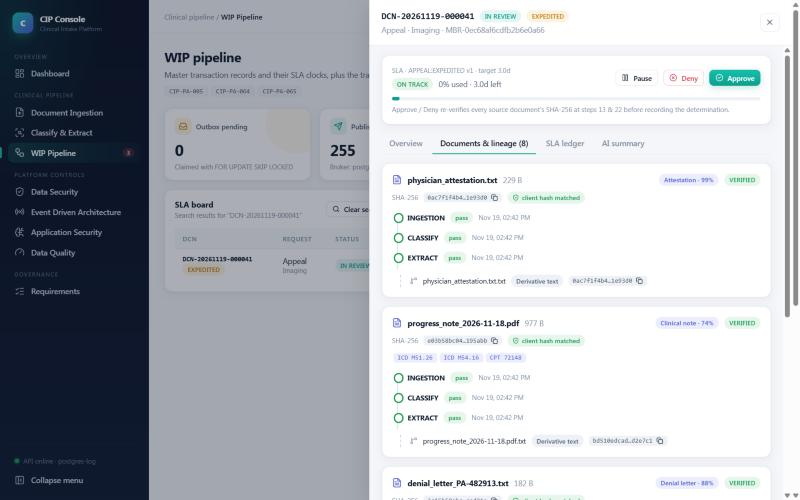 CIP Console
Clinical Intake Platform
OVERVIEW
Dashboard
CLINICAL PIPELINE
Document Ingestion
Classify & Extract
WIP Pipeline 3
PLATFORM CONTROLS
Data Security
Event Driven Architecture
Application Security
Data Quality
GOVERNANCE
Requirements
API online · postgres-log
Collapse menu
Clinical pipeline / WIP Pipeline
WIP pipeline
Master transaction records and their SLA clocks, plus the tra
CIP-PA-005 CIP-PA-064 CIP-PA-065
Outbox pending
0
Claimed with FOR UPDATE SKIP LOCKED
Publis
255
Broker: postg
SLA board
Search results for "DCN-20261119-000041"
Clear se
DCN REQUEST STATUS
DCN-20261119-000041 Appeal IN REVIEW
EXPEDITED Imaging
DCN-20261119-000041 IN REVIEW EXPEDITED
Appeal · Imaging · MBR-0ec68af6cdfb2b6e0a66
SLA · APPEAL:EXPEDITED v1 · target 3.0d
ON TRACK 0% used · 3.0d left
Pause Deny Approve
Approve / Deny re-verifies every source document's SHA-256 at steps 13 & 22 before recording the determination.
Overview Documents & lineage (8) SLA ledger AI summary
physician_attestation.txt 229 B Attestation · 99% VERIFIED
SHA-256 0ac7f1f4b4…1e93d0 client hash matched
INGESTION pass Nov 19, 02:42 PM
CLASSIFY pass Nov 19, 02:42 PM
EXTRACT pass Nov 19, 02:42 PM
physician_attestation.txt.txt Derivative text 0ac7f1f4b4…1e93d0
progress_note_2026-11-18.pdf 977 B Clinical note · 74% VERIFIED
SHA-256 e03b58bc04…195abb client hash matched
ICD M51.26 ICD M54.16 CPT 72148
INGESTION pass Nov 19, 02:42 PM
CLASSIFY pass Nov 19, 02:42 PM
EXTRACT pass Nov 19, 02:42 PM
progress_note_2026-11-18.pdf.txt Derivative text bd510edcad…d2e7c1
denial_letter_PA-482913.txt 182 B Denial letter · 88% VERIFIED
SHA-256